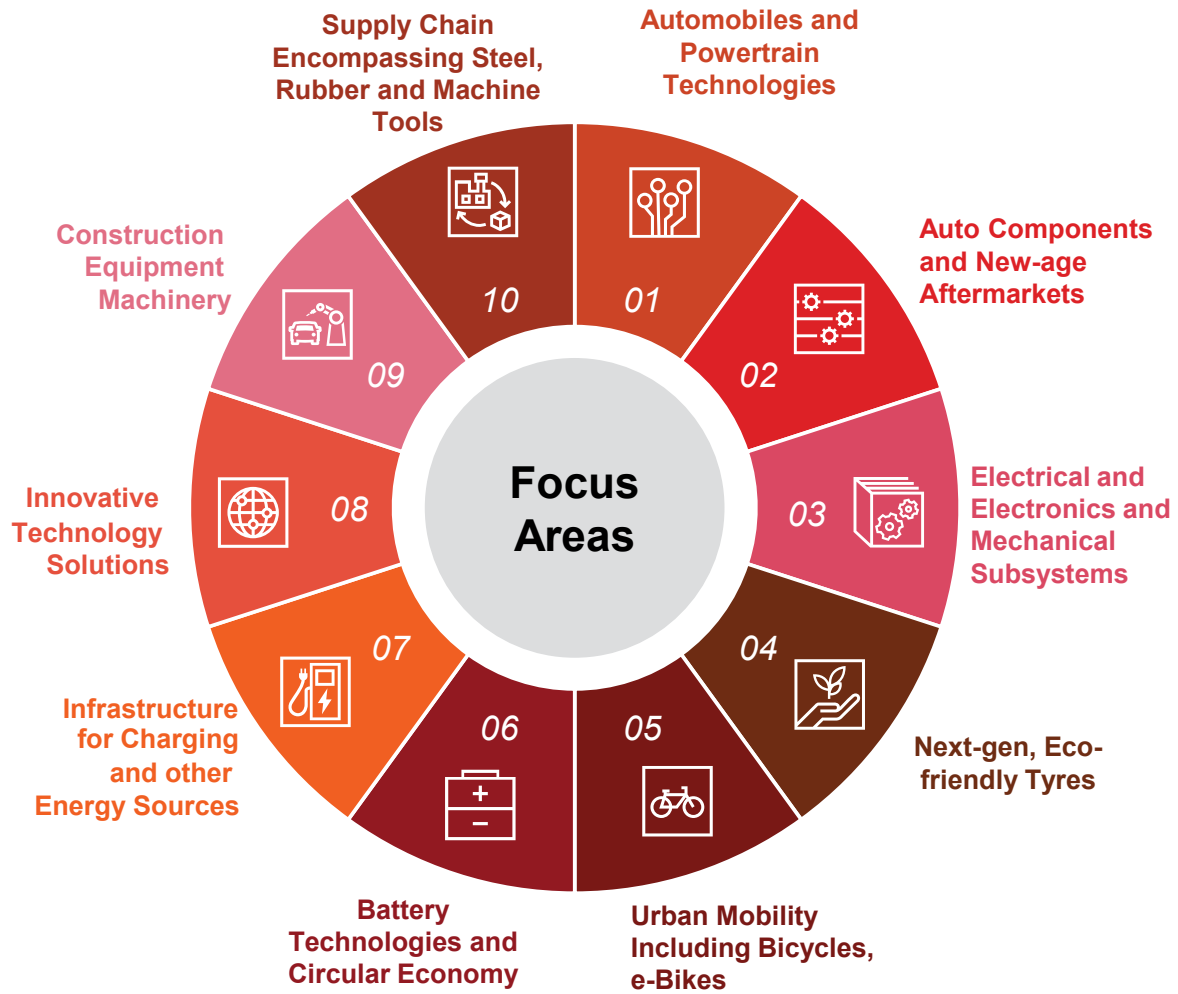 Focus
Areas
01
Automobiles and
Powertrain
Technologies
02
Auto Components
and New-age
Aftermarkets
03
Electrical and
Electronics and
Mechanical
Subsystems
04
Next-gen, Eco-
friendly Tyres
05
Urban Mobility
Including Bicycles,
e-Bikes
06
Battery
Technologies and
Circular Economy
07
Infrastructure
for Charging
and other
Energy Sources
08
Innovative
Technology
Solutions
09
Construction
Equipment
Machinery
10
Supply Chain
Encompassing Steel,
Rubber and Machine
Tools